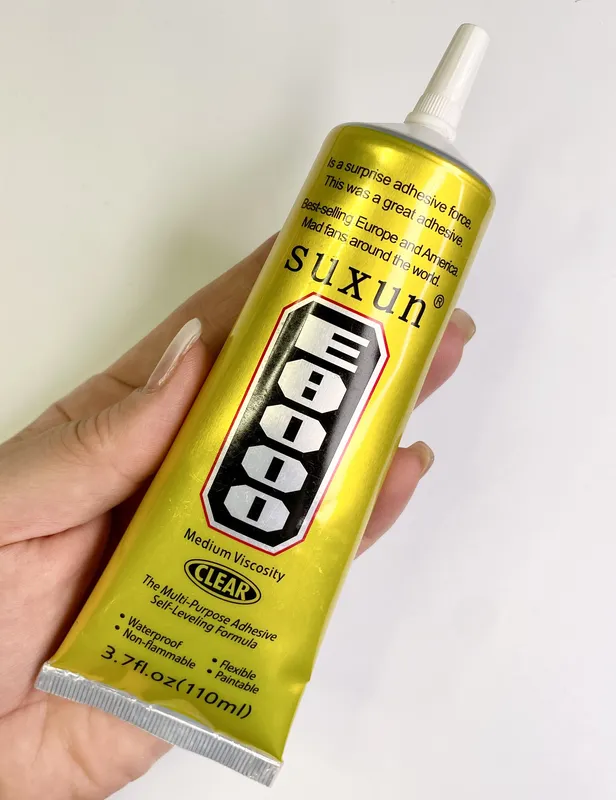 Is a surprise adhesive force.
This was a great adhesive.
Best-selling Europe and America.
Mad fans around the world.
suxun®
E8000
Medium Viscosity
CLEAR
The Multi-Purpose Adhesive
Self-Leveling Formula
• Waterproof • Flexible
• Non-flammable • Paintable
3.7fl.oz(110ml)